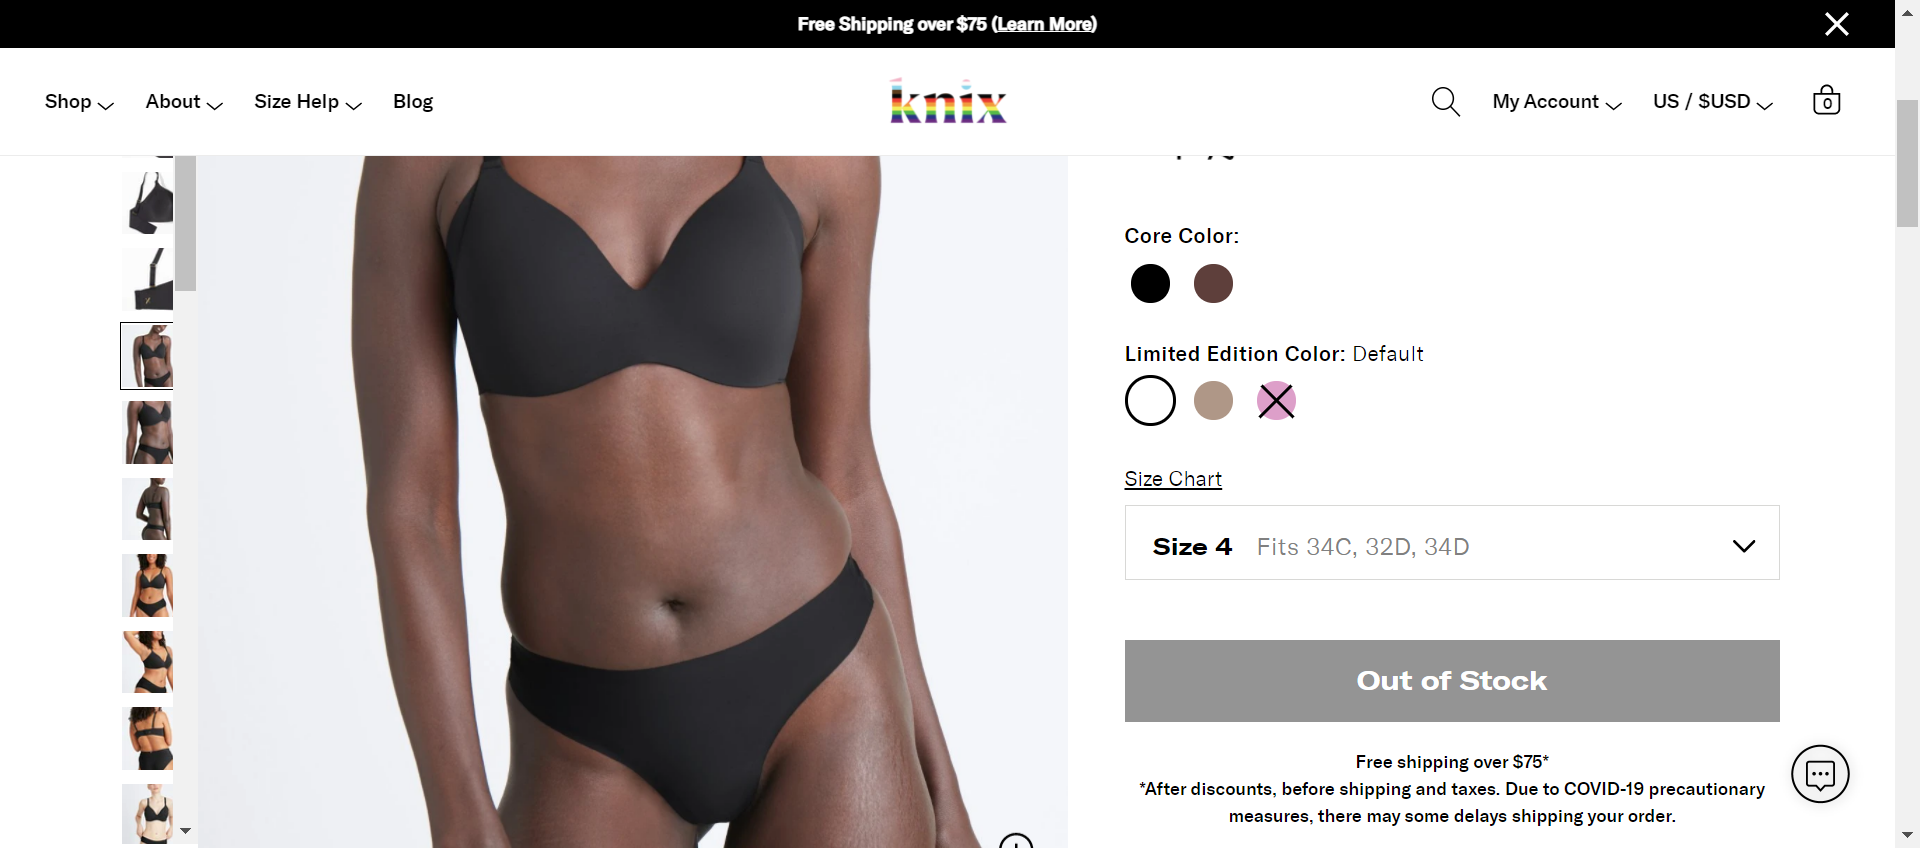 Free Shipping over $75 (Learn More)
Shop
About
Size Help
Blog
knix
My Account
US / $USD
0
Core Color:
Limited Edition Color: Default
Size Chart
Size 4 Fits 34C, 32D, 34D
Out of Stock
Free shipping over $75*
*After discounts, before shipping and taxes. Due to COVID-19 precautionary
measures, there may some delays shipping your order.